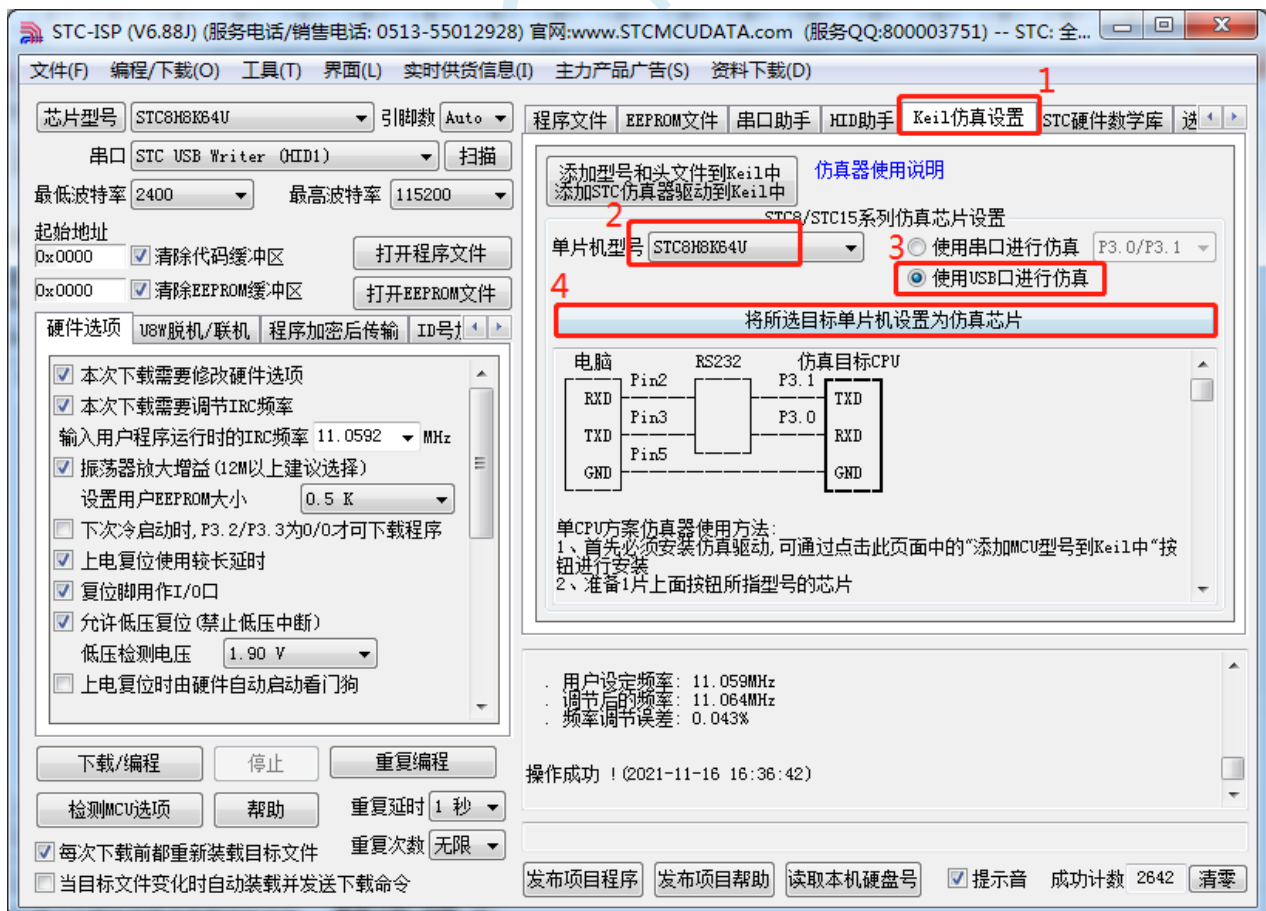 STC-ISP (V6.88J) (服务电话/销售电话: 0513-55012928) 官网:www.STCMCUDATA.com (服务QQ:800003751) -- STC: 全...
文件(F) 编程/下载(O) 工具(T) 界面(L) 实时供货信息(I) 主力产品广告(S) 资料下载(D)
芯片型号 STC8H8K64U 引脚数 Auto
串口 STC USB Writer (HID1) 扫描
最低波特率 2400 最高波特率 115200
起始地址
0x0000 清除代码缓冲区 打开程序文件
0x0000 清除EEPROM缓冲区 打开EEPROM文件
硬件选项 U8W脱机/联机 程序加密后传输 ID号
本次下载需要修改硬件选项
本次下载需要调节IRC频率
输入用户程序运行时的IRC频率 11.0592 MHz
振荡器放大增益(12M以上建议选择)
设置用户EEPROM大小 0.5 K
下次冷启动时,P3.2/P3.3为0/0才可下载程序
上电复位使用较长延时
复位脚用作I/O口
允许低压复位(禁止低压中断)
低压检测电压 1.90 V
上电复位时由硬件自动启动看门狗
下载/编程 停止 重复编程
检测MCU选项 帮助 重复延时 1 秒
每次下载前都重新装载目标文件 重复次数 无限
当目标文件变化时自动装载并发送下载命令
1
程序文件 EEPROM文件 串口助手 HID助手 Keil仿真设置 STC硬件数学库 选
添加型号和头文件到Keil中
添加STC仿真器驱动到Keil中
仿真器使用说明
STC8/STC15系列仿真芯片设置
2
单片机型号 STC8H8K64U
3
使用串口进行仿真 P3.0/P3.1
使用USB口进行仿真
4
将所选目标单片机设置为仿真芯片
电脑 RS232 仿真目标CPU
RXD Pin2 P3.1 TXD
TXD Pin3 P3.0 RXD
GND Pin5 GND
单CPU方案仿真器使用方法:
1、首先必须安装仿真驱动,可通过点击此页面中的"添加MCU型号到Keil中"按
钮进行安装
2、准备1片上面按钮所指型号的芯片
. 用户设定频率: 11.059MHz
. 调节后的频率: 11.064MHz
. 频率调节误差: 0.043%
操作成功 !(2021-11-16 16:36:42)
发布项目程序 发布项目帮助 读取本机硬盘号 提示音 成功计数 2642 清零